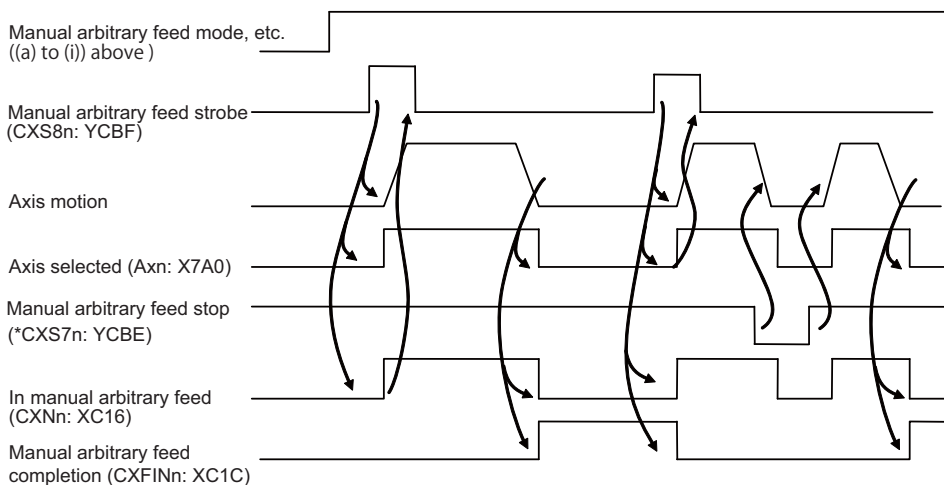 Manual arbitrary feed mode, etc.
((a) to (i)) above )
Manual arbitrary feed strobe
(CXS8n: YCBF)
Axis motion
Axis selected (Axn: X7A0)
Manual arbitrary feed stop
(*CXS7n: YCBE)
In manual arbitrary feed
(CXNn: XC16)
Manual arbitrary feed
completion (CXFINn: XC1C)